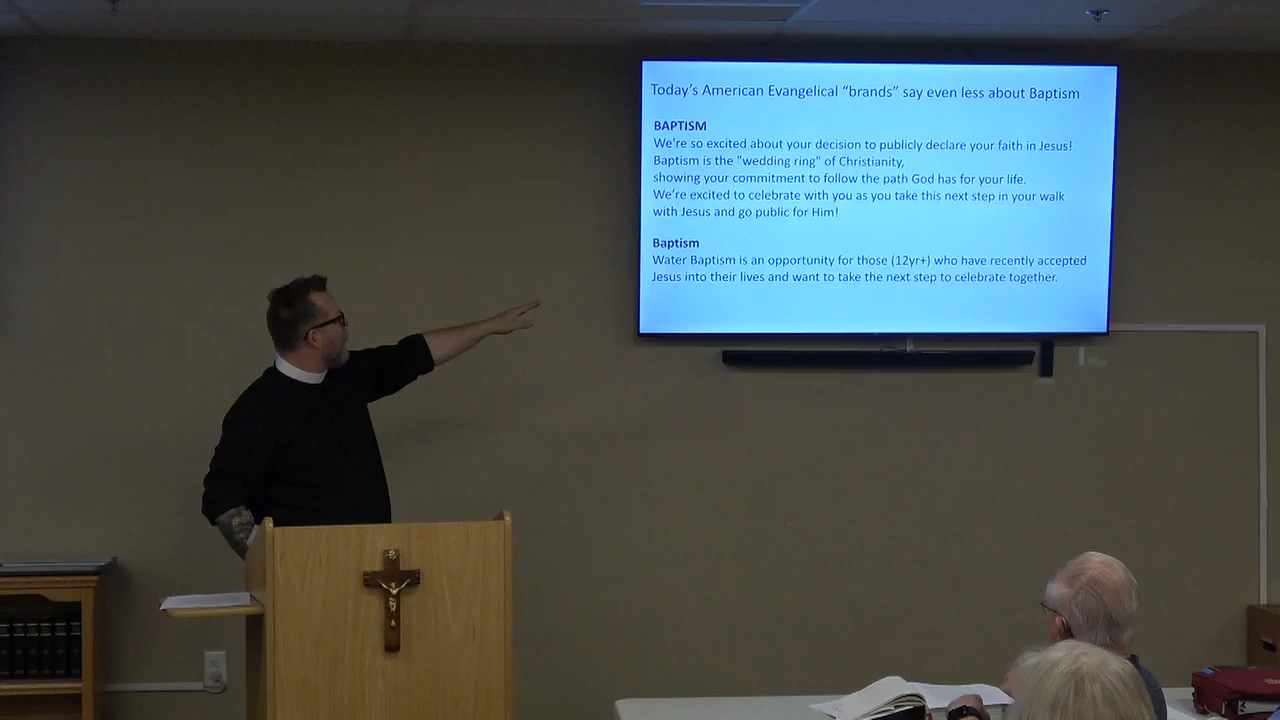 Today's American Evangelical “brands” say even less about Baptism
BAPTISM
We're so excited about your decision to publicly declare your faith in Jesus!
Baptism is the "wedding ring" of Christianity,
showing your commitment to follow the path God has for your life.
We're excited to celebrate with you as you take this next step in your walk
with Jesus and go public for Him!
Baptism
Water Baptism is an opportunity for those (12yr+) who have recently accepted
Jesus into their lives and want to take the next step to celebrate together.